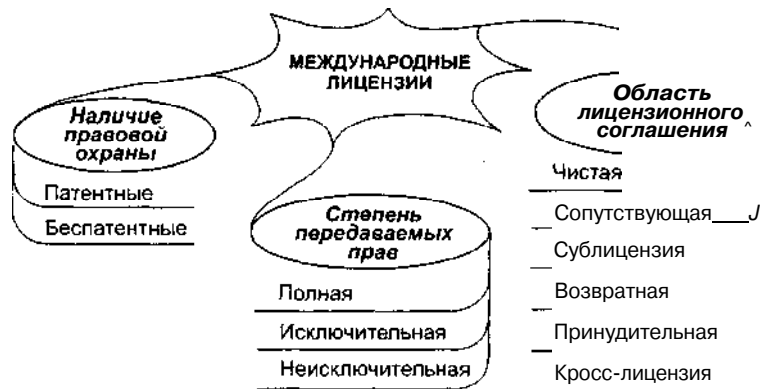 МЕЖДУНАРОДНЫЕ
ЛИЦЕНЗИИ
Наличие
правовой
охраны
Патентные
Беспатентные
Степень
передаваемых
прав
Полная
Исключительная
Неисключительная
Область
лицензионного
соглашения ^
Чистая
Сопутствующая___J
Сублицензия
Возвратная
Принудительная
Кросс-лицензия